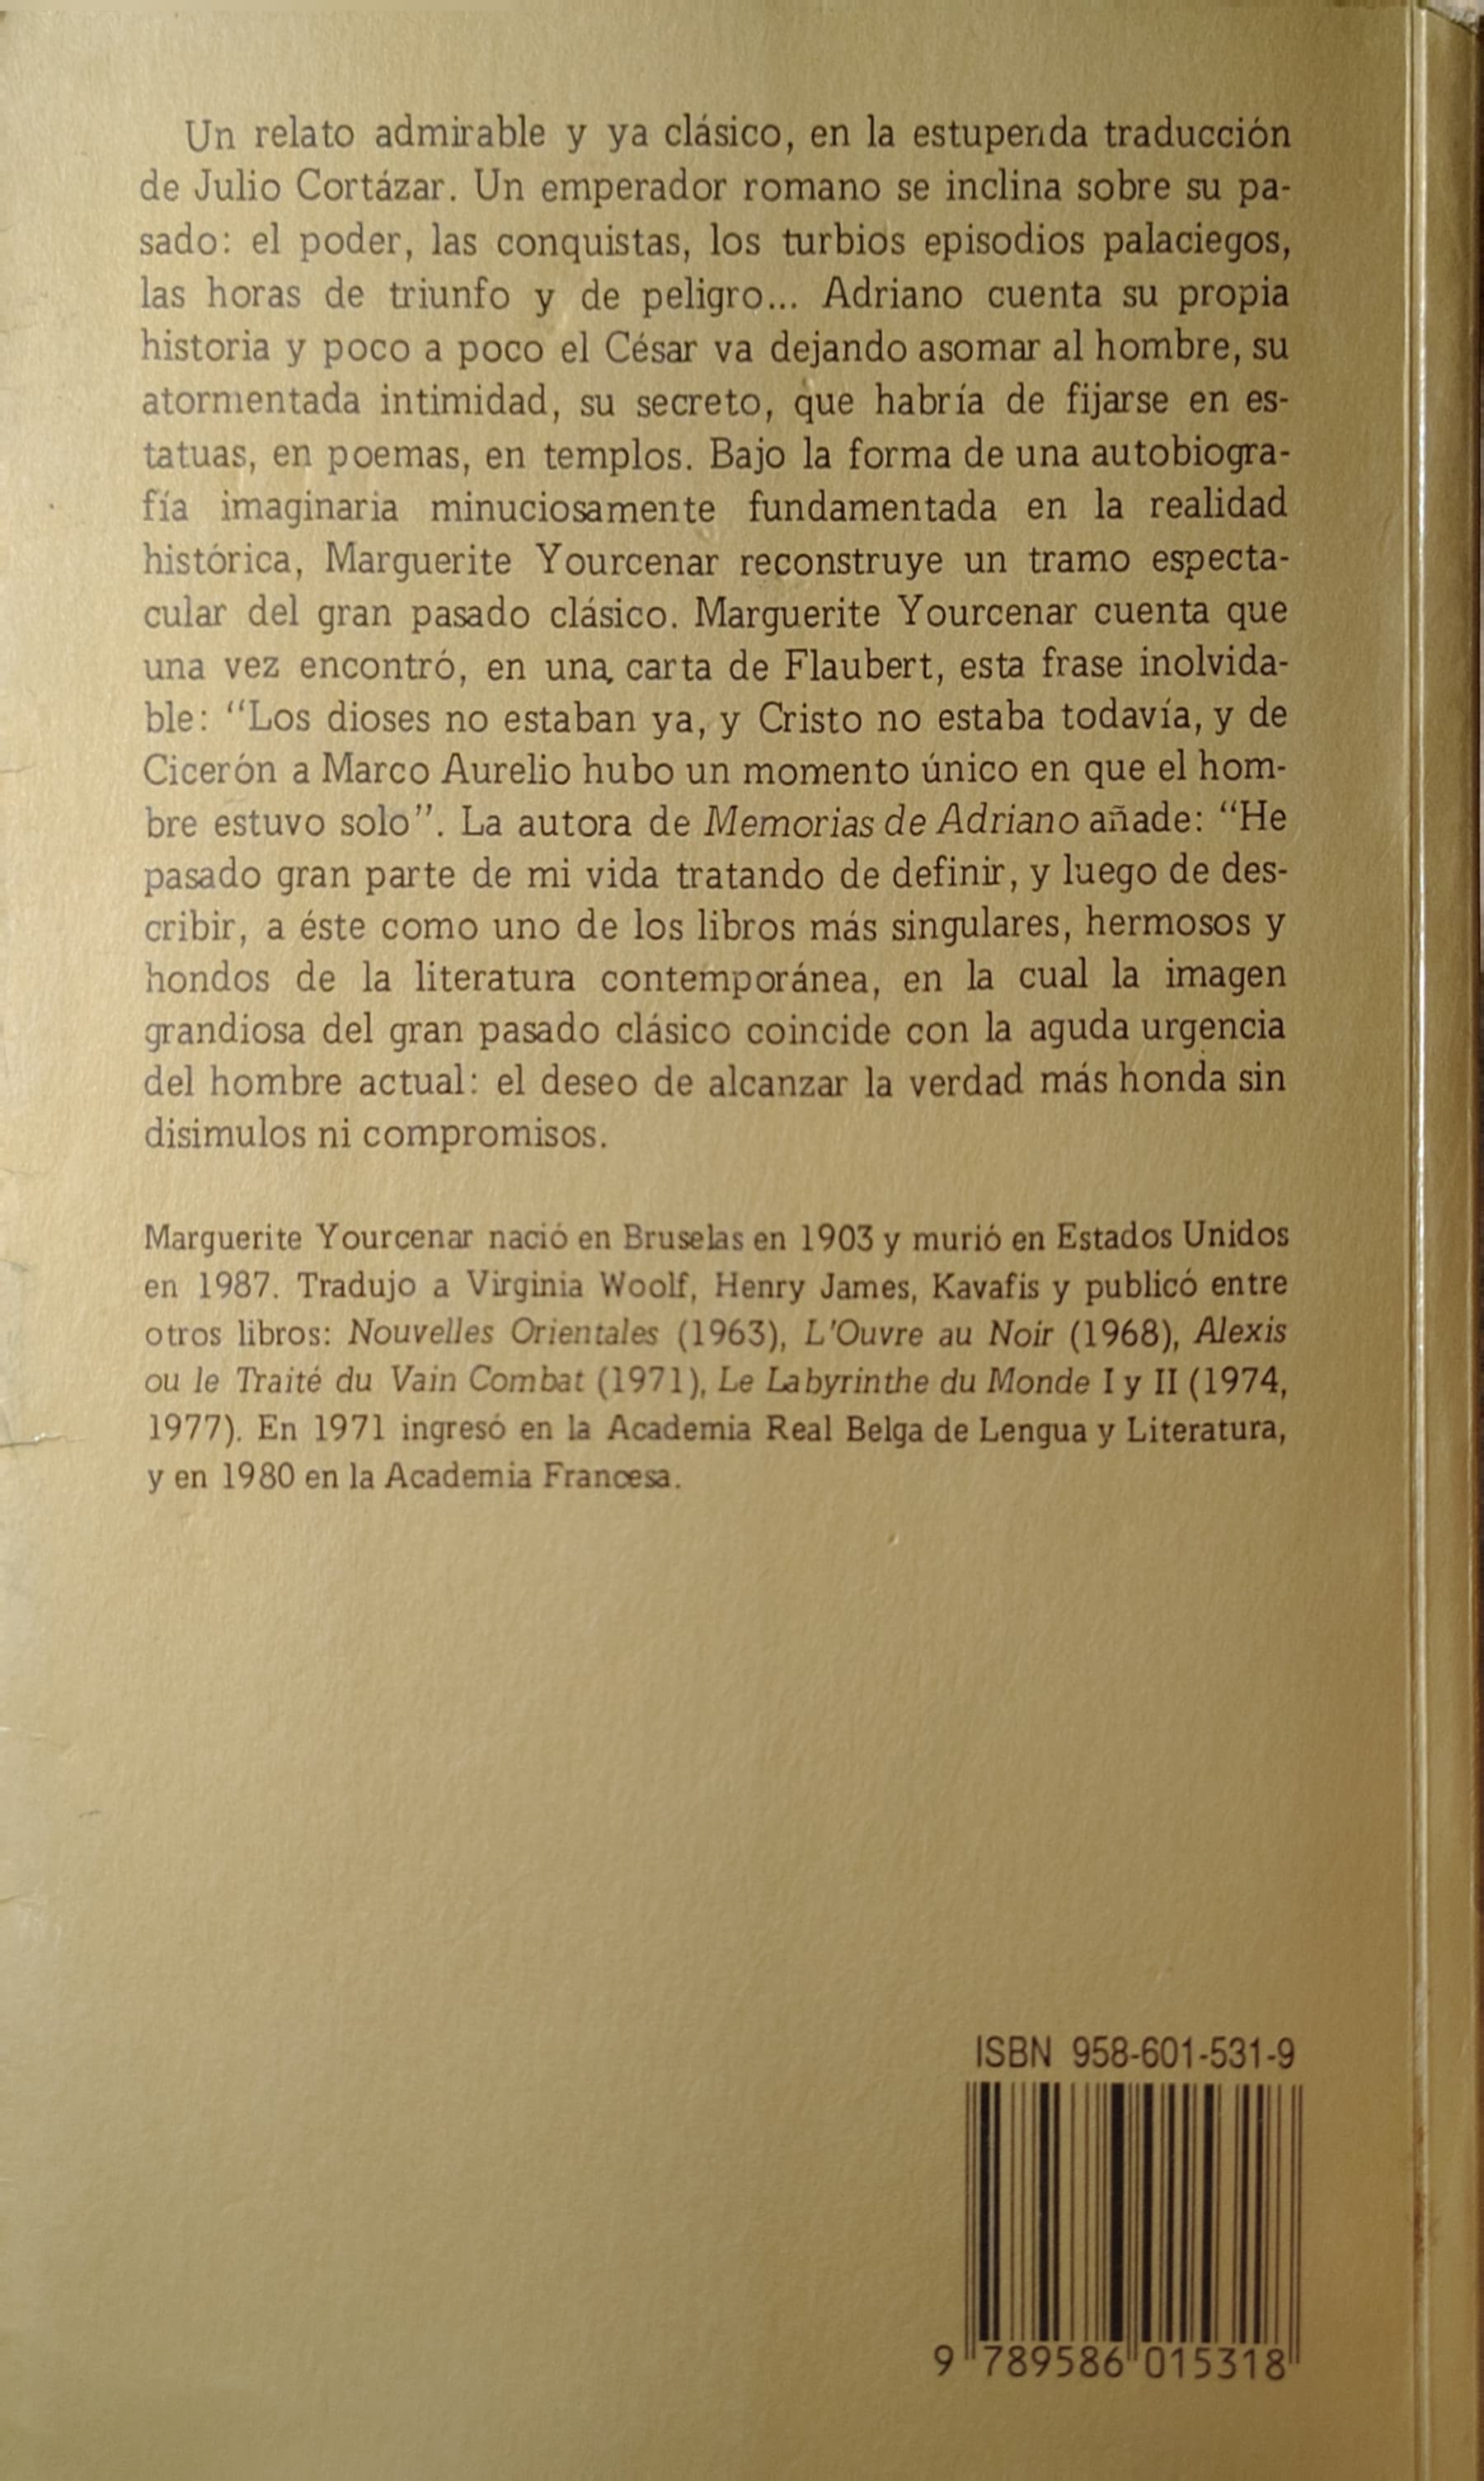 Un relato admirable y ya clásico, en la estupenda traducción
de Julio Cortázar. Un emperador romano se inclina sobre su pa-
sado: el poder, las conquistas, los turbios episodios palaciegos,
las horas de triunfo y de peligro... Adriano cuenta su propia
historia y poco a poco el César va dejando asomar al hombre, su
atormentada intimidad, su secreto, que habría de fijarse en es-
tatuas, en poemas, en templos. Bajo la forma de una autobiogra-
fía imaginaria minuciosamente fundamentada en la realidad
histórica, Marguerite Yourcenar reconstruye un tramo especta-
cular del gran pasado clásico. Marguerite Yourcenar cuenta que
una vez encontró, en una carta de Flaubert, esta frase inolvida-
ble: “Los dioses no estaban ya, y Cristo no estaba todavía, y de
Cicerón a Marco Aurelio hubo un momento único en que el hom-
bre estuvo solo”. La autora de Memorias de Adriano añade: “He
pasado gran parte de mi vida tratando de definir, y luego de des-
cribir, a éste como uno de los libros más singulares, hermosos y
hondos de la literatura contemporánea, en la cual la imagen
grandiosa del gran pasado clásico coincide con la aguda urgencia
del hombre actual: el deseo de alcanzar la verdad más honda sin
disimulos ni compromisos.
Marguerite Yourcenar nació en Bruselas en 1903 y murió en Estados Unidos
en 1987. Tradujo a Virginia Woolf, Henry James, Kavafis y publicó entre
otros libros: Nouvelles Orientales (1963), L'Ouvre au Noir (1968), Alexis
ou le Traité du Vain Combat (1971), Le Labyrinthe du Monde I y II (1974,
1977). En 1971 ingresó en la Academia Real Belga de Lengua y Literatura,
y en 1980 en la Academia Francesa.
ISBN 958-601-531-9
9 789586 015318